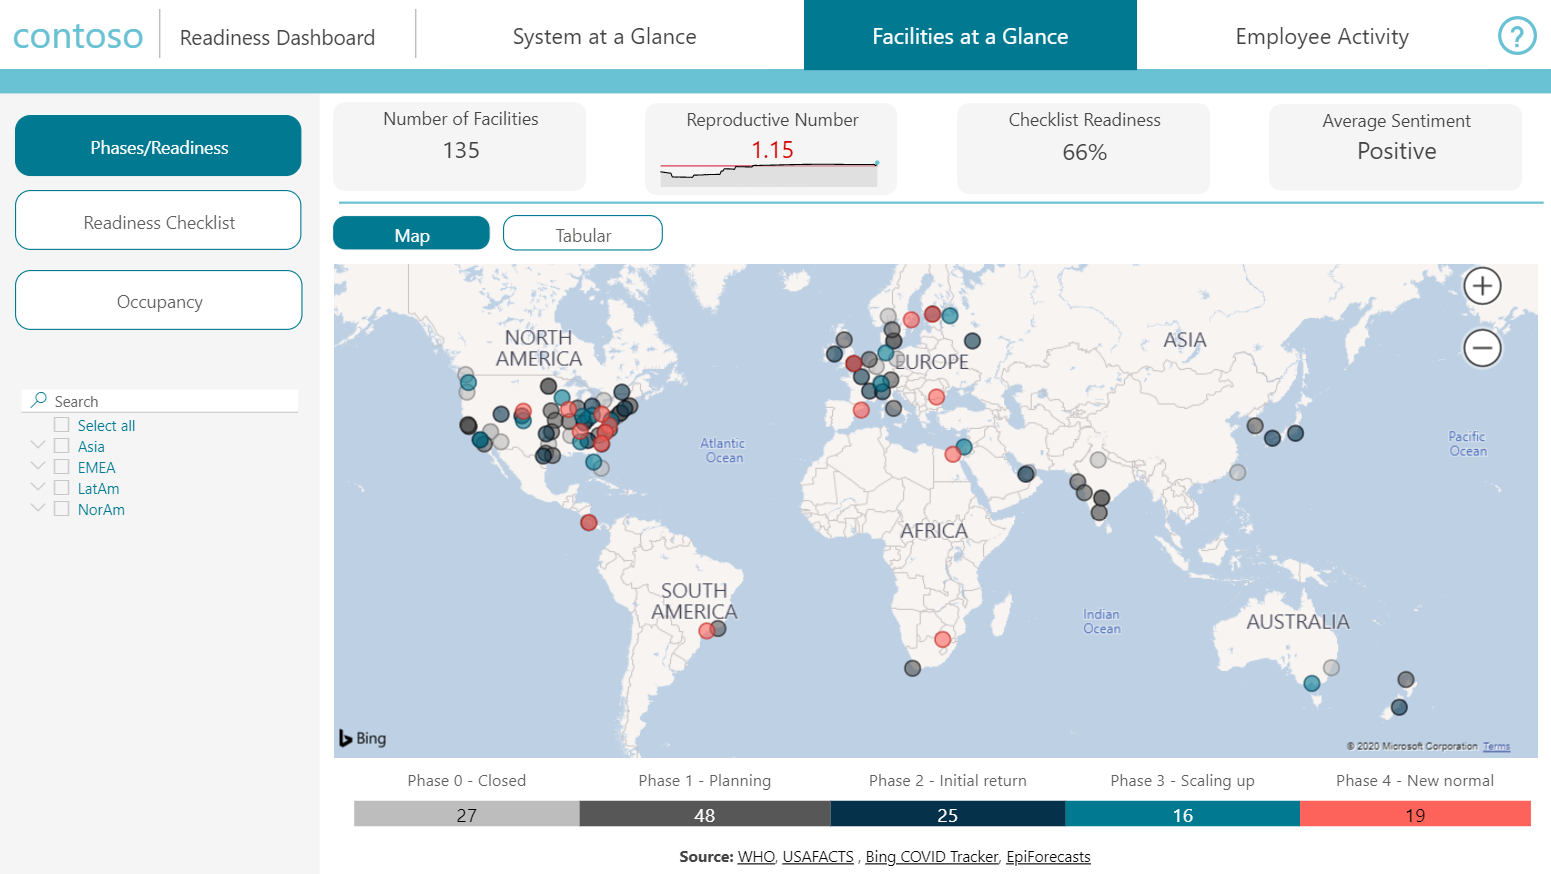 contoso
Readiness Dashboard
System at a Glance
Facilities at a Glance
Employee Activity
?
Phases/Readiness
Readiness Checklist
Occupancy
Search
Select all
Asia
EMEA
LatAm
NorAm
Number of Facilities
135
Reproductive Number
1.15
Checklist Readiness
66%
Average Sentiment
Positive
Map
Tabular
NORTH
AMERICA
EUROPE
ASIA
Atlantic
Ocean
Pacific
Ocean
AFRICA
SOUTH
AMERICA
Indian
Ocean
AUSTRALIA
Bing
© 2020 Microsoft Corporation Terms
Phase 0 - Closed
Phase 1 - Planning
Phase 2 - Initial return
Phase 3 - Scaling up
Phase 4 - New normal
27
48
25
16
19
Source: WHO, USAFACTS , Bing COVID Tracker, EpiForecasts